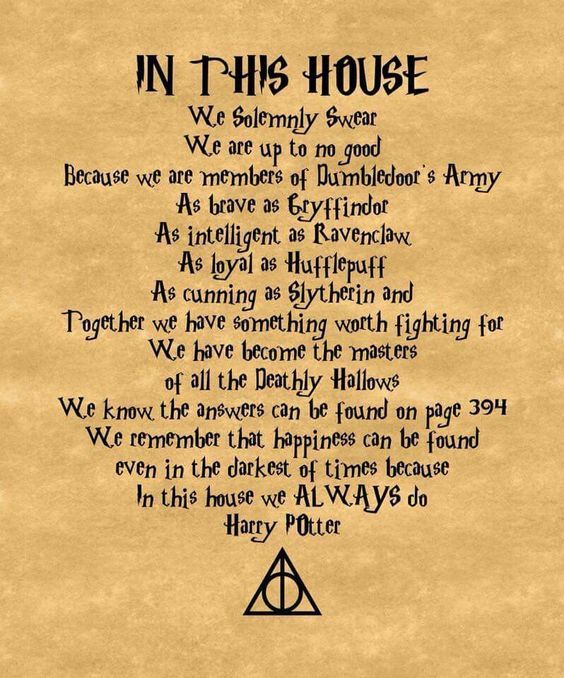 IN THIS HOUSE
We Solemnly Swear
We are up to no good
Because we are members of Dumbledoor's Army
As brave as Gryffindor
As intelligent as Ravenclaw
As loyal as Hufflepuff
As cunning as Slytherin and
Together we have something worth fighting for
We have become the masters
of all the Deathly Hallows
We know the answers can be found on page 394
We remember that happiness can be found
even in the darkest of times because
In this house we ALWAYS do
Harry POtter